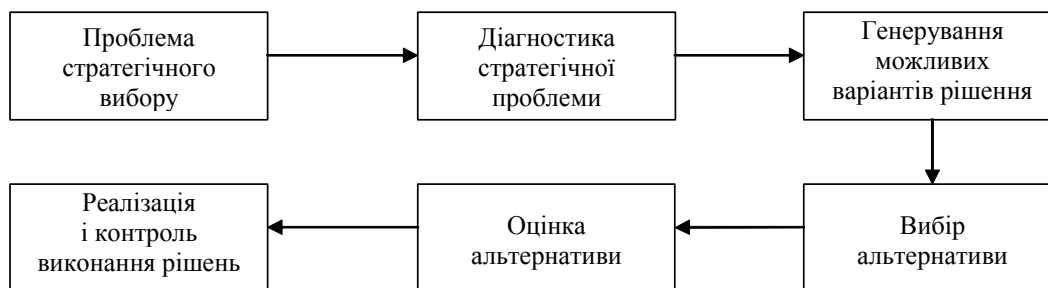 Проблема
стратегічного
вибору
Діагностика
стратегічної
проблеми
Генерування
можливих
варіантів рішення
Вибір
альтернативи
Оцінка
альтернативи
Реалізація
і контроль
виконання рішень